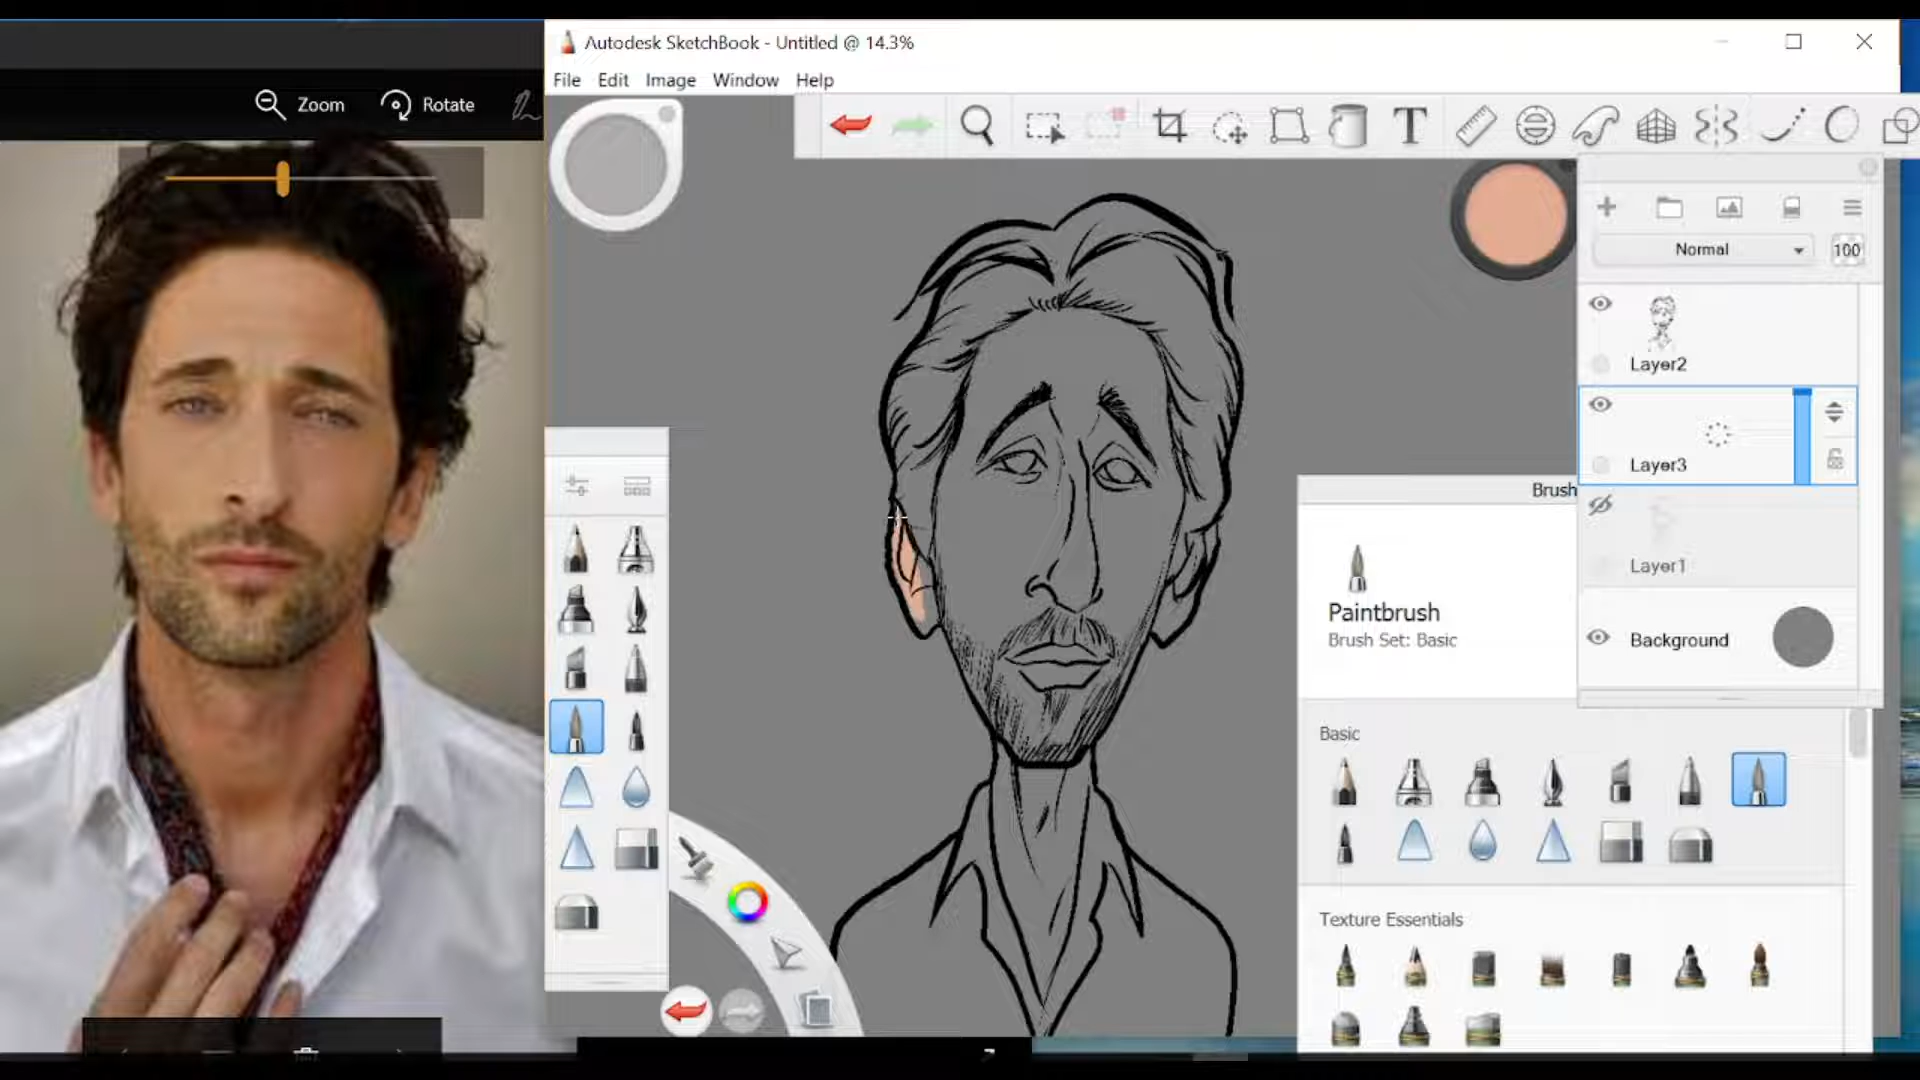 Autodesk SketchBook - Untitled @ 14.3%
File Edit Image Window Help
Zoom Rotate
Normal 100
Layer2
Layer3
Layer1
Background
Brush
Paintbrush
Brush Set: Basic
Basic
Texture Essentials